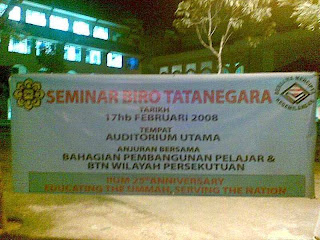 SEMINAR BIRO TATANEGARA
TARIKH
17hb FEBRUARI 2008
TEMPAT
AUDITORIUM UTAMA
ANJURAN BERSAMA
BAHAGIAN PEMBANGUNAN PELAJAR &
BTN WILAYAH PERSEKUTUAN
IIUM 25th ANNIVERSARY
EDUCATING THE UMMAH, SERVING THE NATION